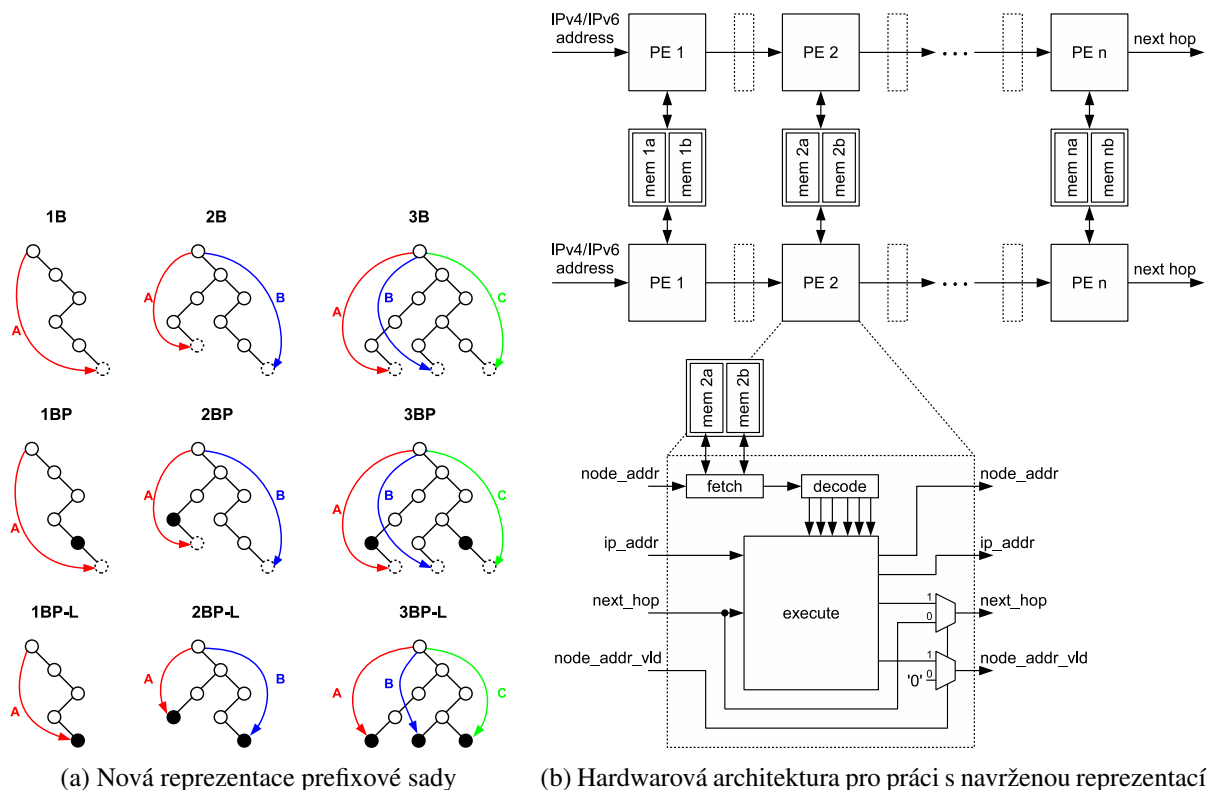 1B 2B 3B
A A B A B C
1BP 2BP 3BP
A A B A B C
1BP-L 2BP-L 3BP-L
A A B A B C
(a) Nová reprezentace prefixové sady
IPv4/IPv6
address
PE 1 PE 2 • • • PE n next hop
mem 1a mem 1b mem 2a mem 2b mem na mem nb
IPv4/IPv6
address
PE 1 PE 2 • • • PE n next hop
mem 2a mem 2b
node_addr fetch decode node_addr
ip_addr ip_addr
next_hop execute 1 0 next_hop
node_addr_vld 1 '0' 0 node_addr_vld
(b) Hardwarová architektura pro práci s navrženou reprezentací